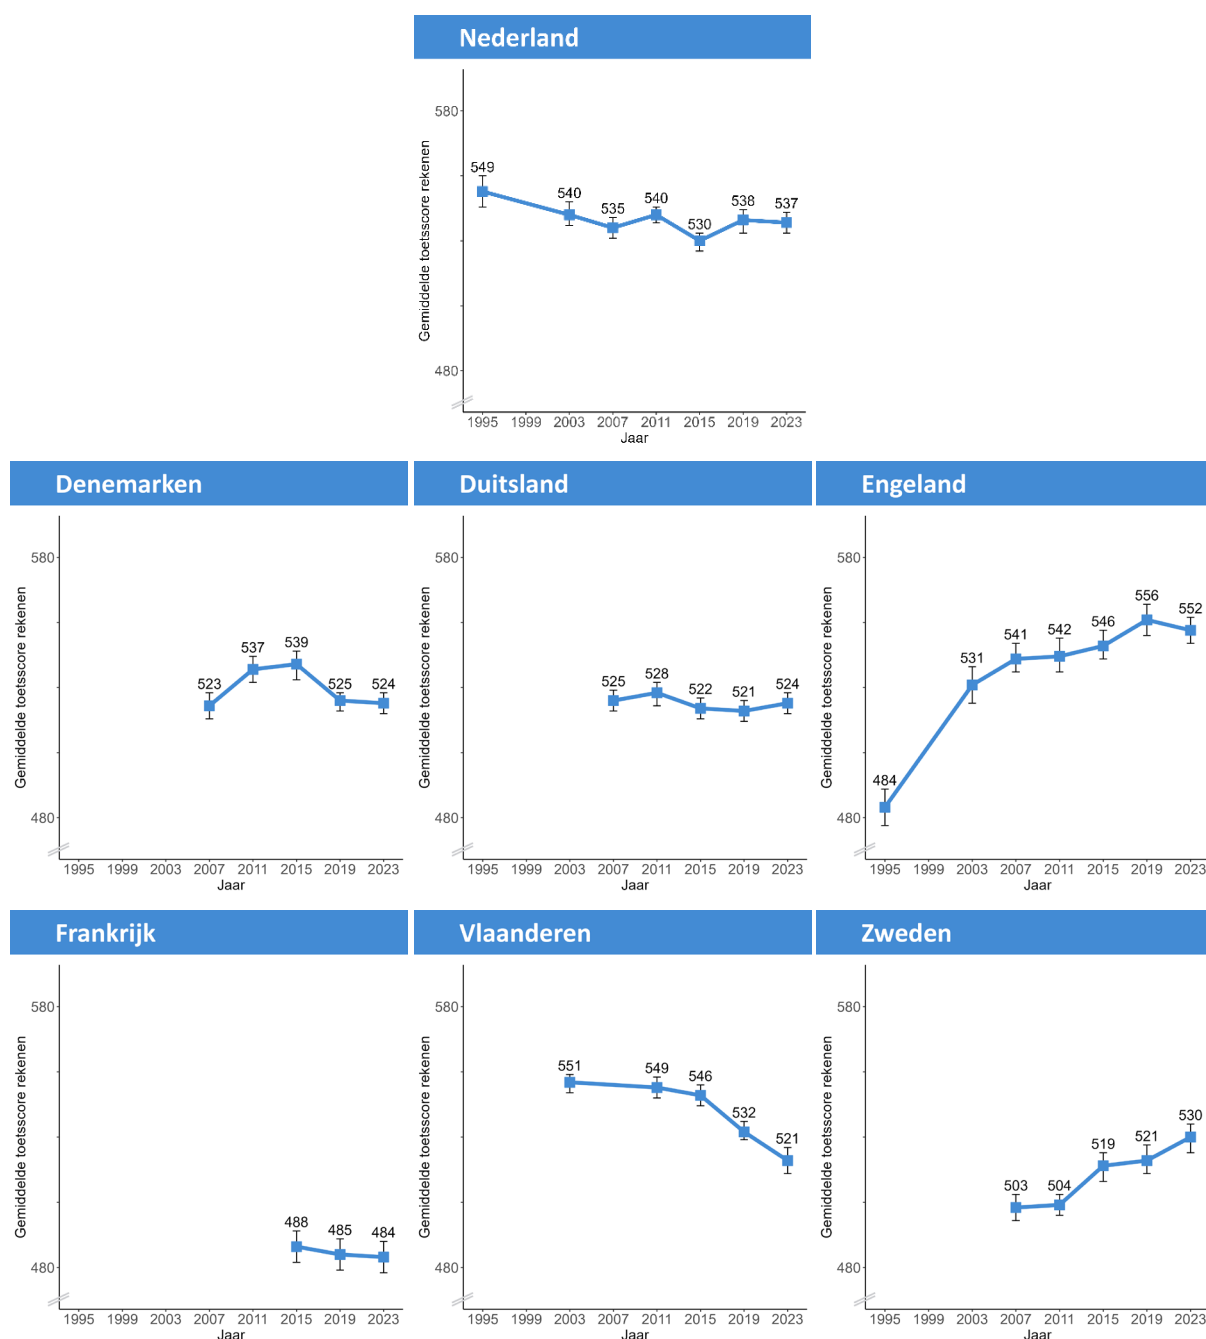 Nederland
Gemiddelde toetsscore rekenen
580
480
549
540
535
540
530
538
537
1995 1999 2003 2007 2011 2015 2019 2023
Jaar
Denemarken
Gemiddelde toetsscore rekenen
580
480
523
537
539
525
524
1995 1999 2003 2007 2011 2015 2019 2023
Jaar
Duitsland
Gemiddelde toetsscore rekenen
580
480
525
528
522
521
524
1995 1999 2003 2007 2011 2015 2019 2023
Jaar
Engeland
Gemiddelde toetsscore rekenen
580
480
484
531
541
542
546
556
552
1995 1999 2003 2007 2011 2015 2019 2023
Jaar
Frankrijk
Gemiddelde toetsscore rekenen
580
480
488
485
484
1995 1999 2003 2007 2011 2015 2019 2023
Jaar
Vlaanderen
Gemiddelde toetsscore rekenen
580
480
551
549
546
532
521
1995 1999 2003 2007 2011 2015 2019 2023
Jaar
Zweden
Gemiddelde toetsscore rekenen
580
480
503
504
519
521
530
1995 1999 2003 2007 2011 2015 2019 2023
Jaar